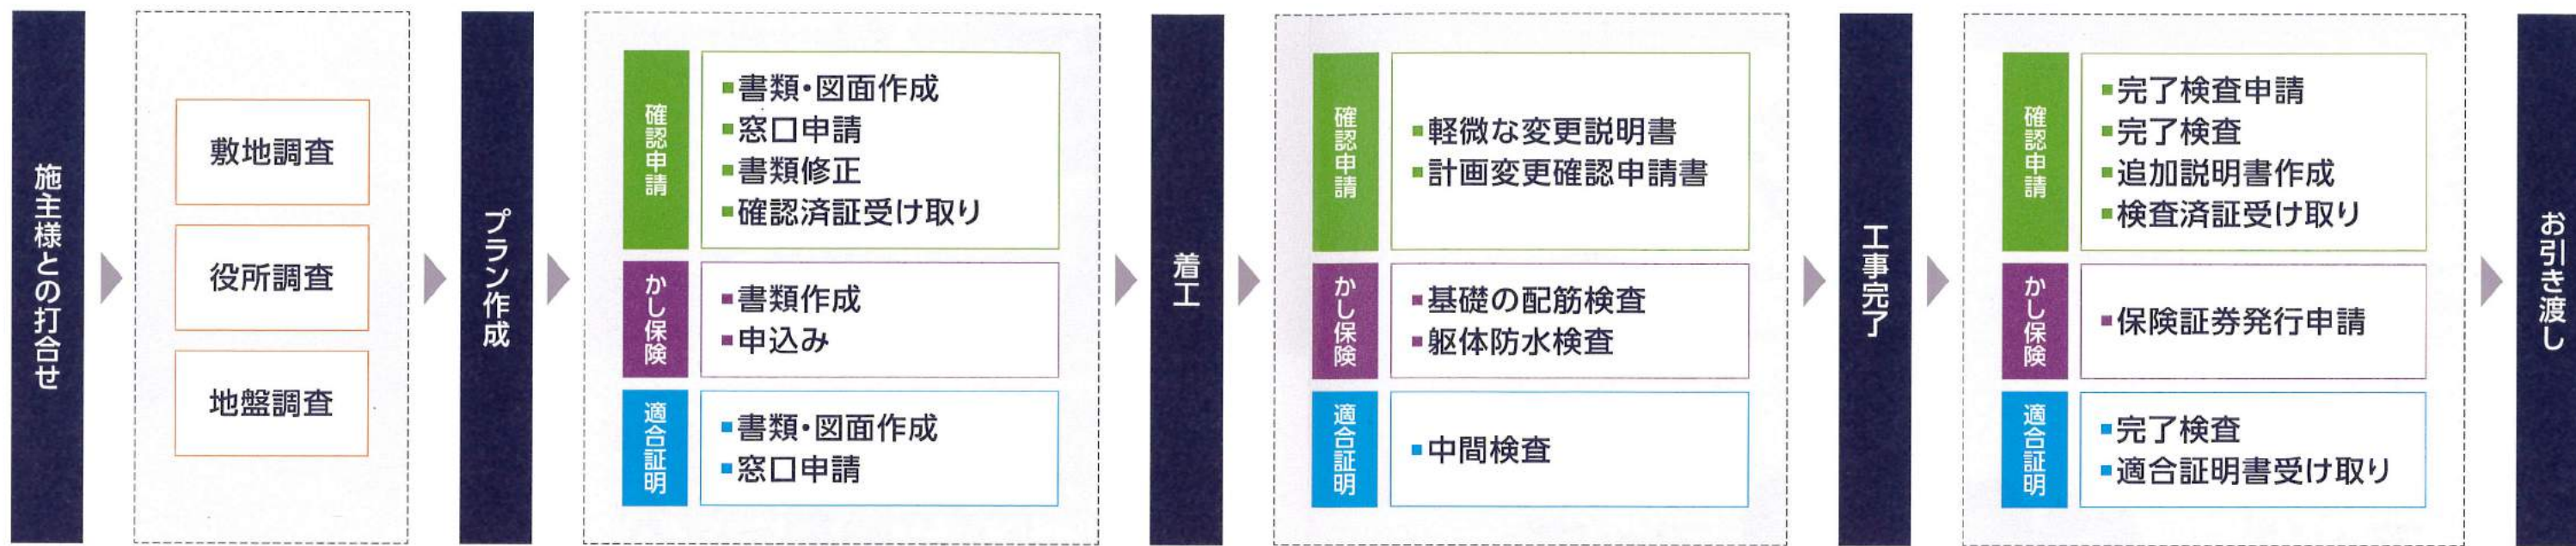 施主様との打合せ
敷地調査
役所調査
地盤調査
プラン作成
確認申請
▪書類・図面作成
▪窓口申請
▪書類修正
▪確認済証受け取り
かし保険
▪書類作成
▪申込み
適合証明
▪書類・図面作成
▪窓口申請
着工
確認申請
▪軽微な変更説明書
▪計画変更確認申請書
かし保険
▪基礎の配筋検査
▪躯体防水検査
適合証明
▪中間検査
工事完了
確認申請
▪完了検査申請
▪完了検査
▪追加説明書作成
▪検査済証受け取り
かし保険
▪保険証券発行申請
適合証明
▪完了検査
▪適合証明書受け取り
お引き渡し